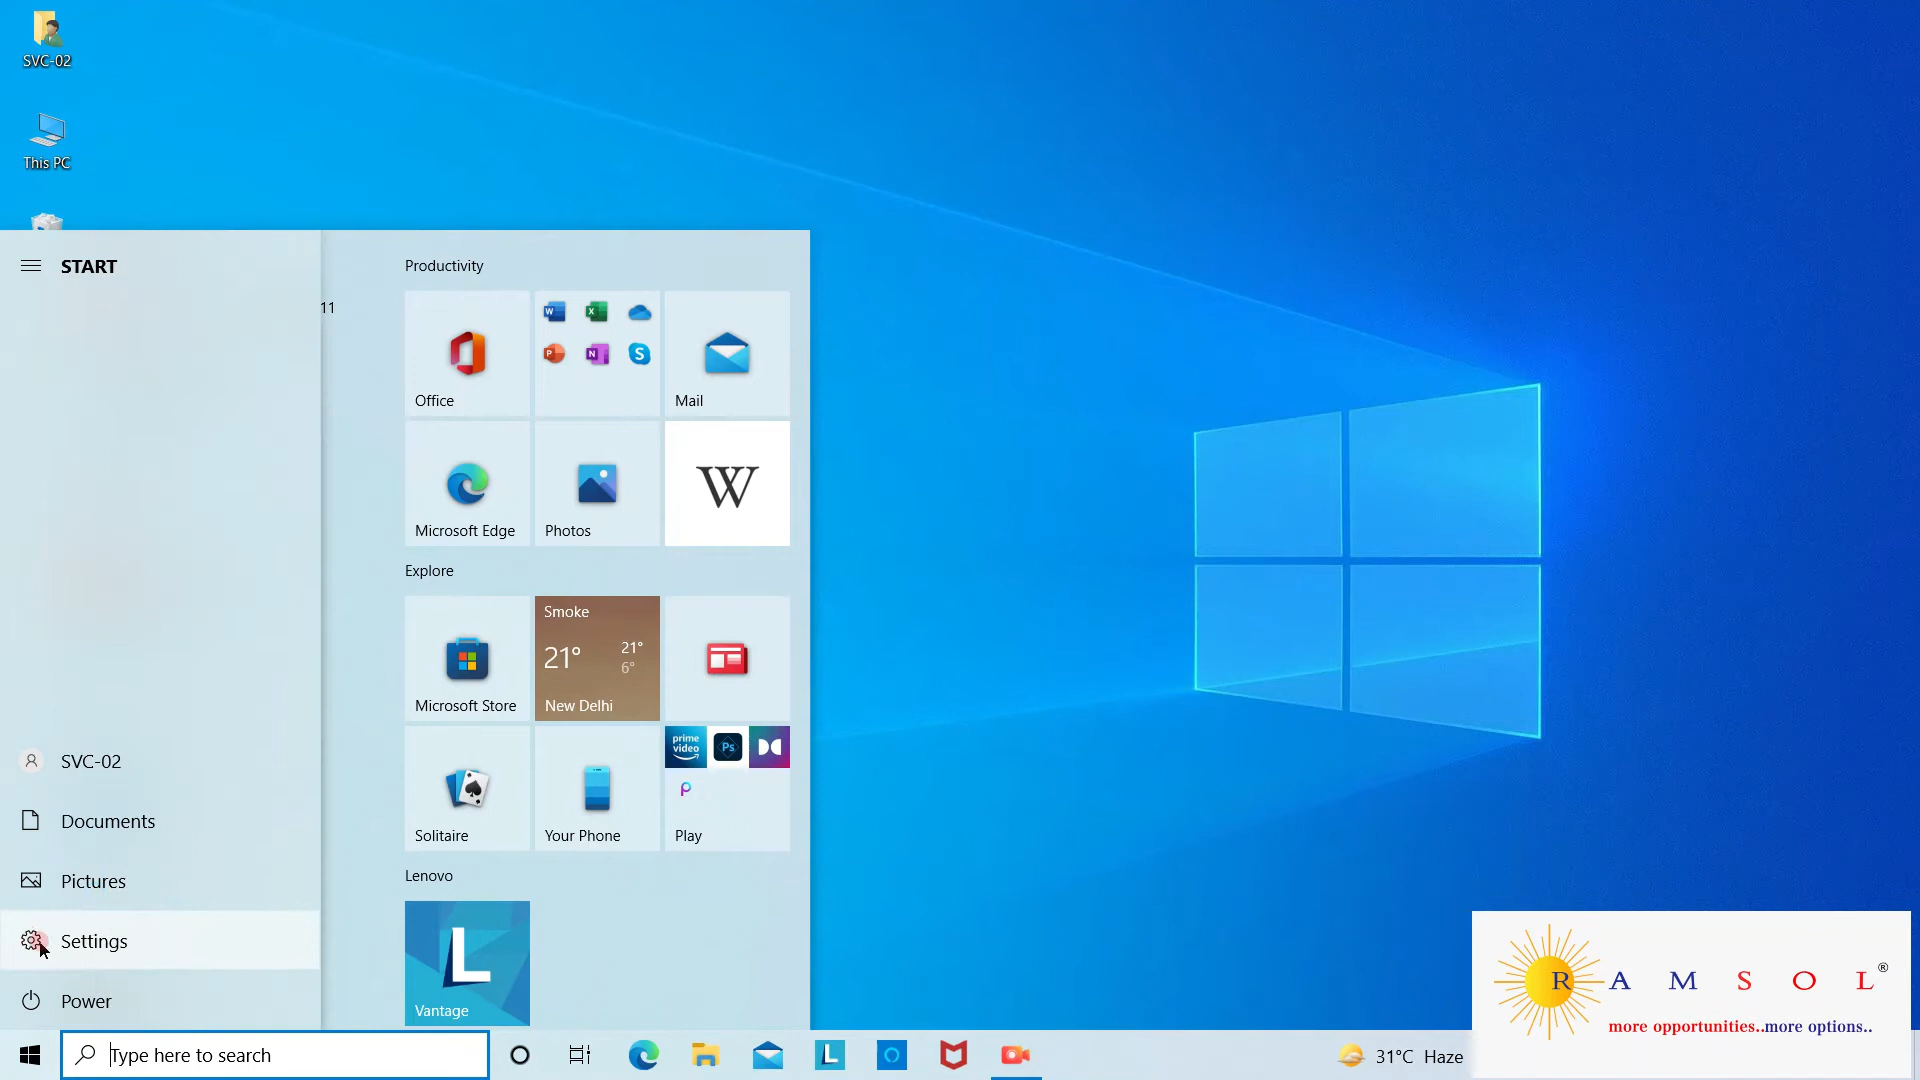 SVC-02
This PC
START
11
Productivity
W
X
P
N
S
Office
Mail
Microsoft Edge
Photos
W
Explore
Microsoft Store
Smoke
21°
21°
6°
New Delhi
Solitaire
Your Phone
prime video
Ps
Play
Lenovo
L
Vantage
SVC-02
Documents
Pictures
Settings
Power
Type here to search
L
31°C Haze
RAMSOL®
more opportunities..more options..